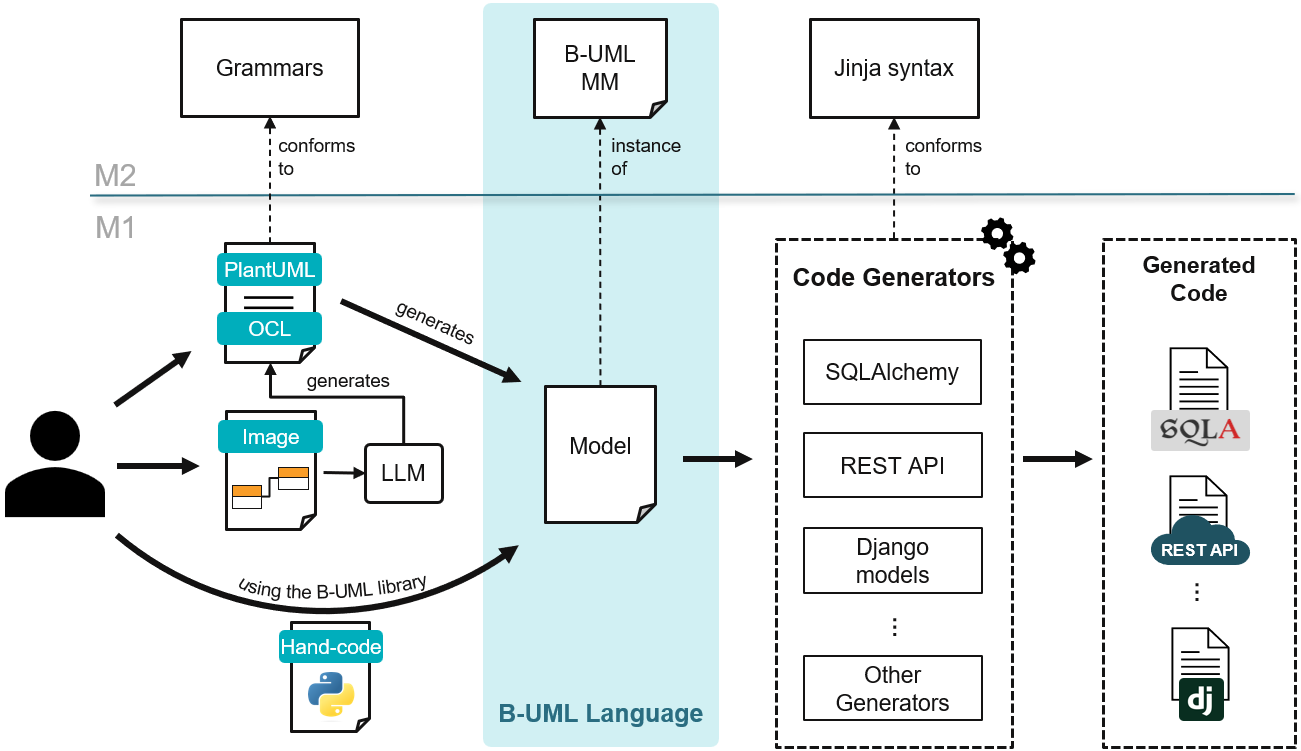 Grammars
B-UML
MM
Jinja syntax
conforms
to
instance
of
conforms
to
M2
M1
PlantUML
OCL
generates
generates
Image
LLM
using the B-UML library
Hand-code
Model
B-UML Language
Code Generators
SQLAlchemy
REST API
Django
models
⋮
Other
Generators
Generated
Code
SQLA
REST API
⋮
dj